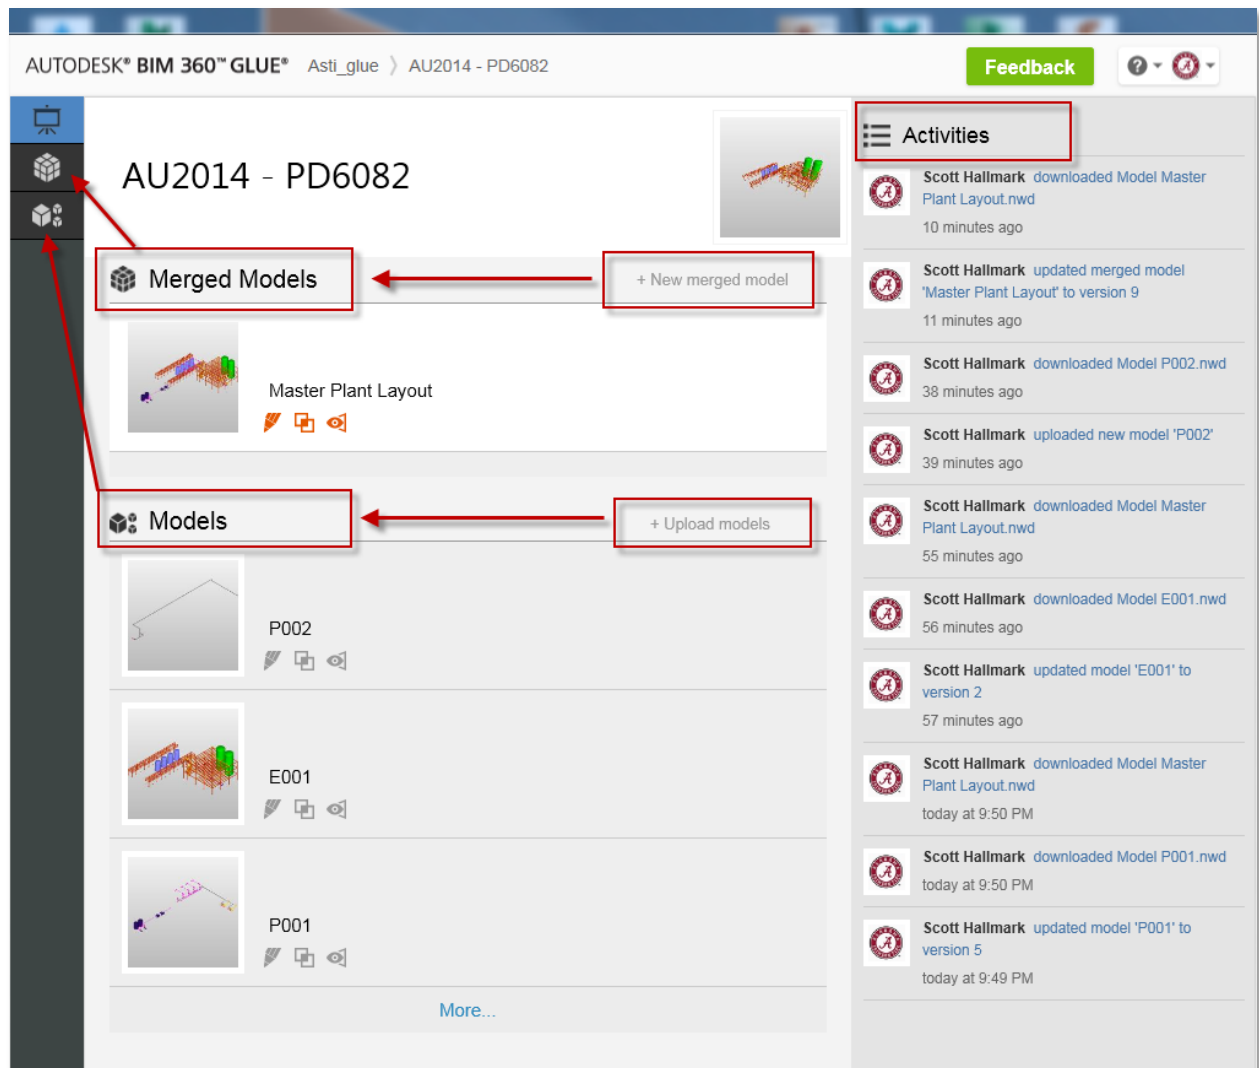 AUTODESK® BIM 360™ GLUE® Asti_glue 〉 AU2014 - PD6082
Feedback
AU2014 - PD6082
Merged Models
+ New merged model
Master Plant Layout
Models
+ Upload models
P002
E001
P001
More...
Activities
Scott Hallmark downloaded Model Master
Plant Layout.nwd
10 minutes ago
Scott Hallmark updated merged model
'Master Plant Layout' to version 9
11 minutes ago
Scott Hallmark downloaded Model P002.nwd
38 minutes ago
Scott Hallmark uploaded new model 'P002'
39 minutes ago
Scott Hallmark downloaded Model Master
Plant Layout.nwd
55 minutes ago
Scott Hallmark downloaded Model E001.nwd
56 minutes ago
Scott Hallmark updated model 'E001' to
version 2
57 minutes ago
Scott Hallmark downloaded Model Master
Plant Layout.nwd
today at 9:50 PM
Scott Hallmark downloaded Model P001.nwd
today at 9:50 PM
Scott Hallmark updated model 'P001' to
version 5
today at 9:49 PM